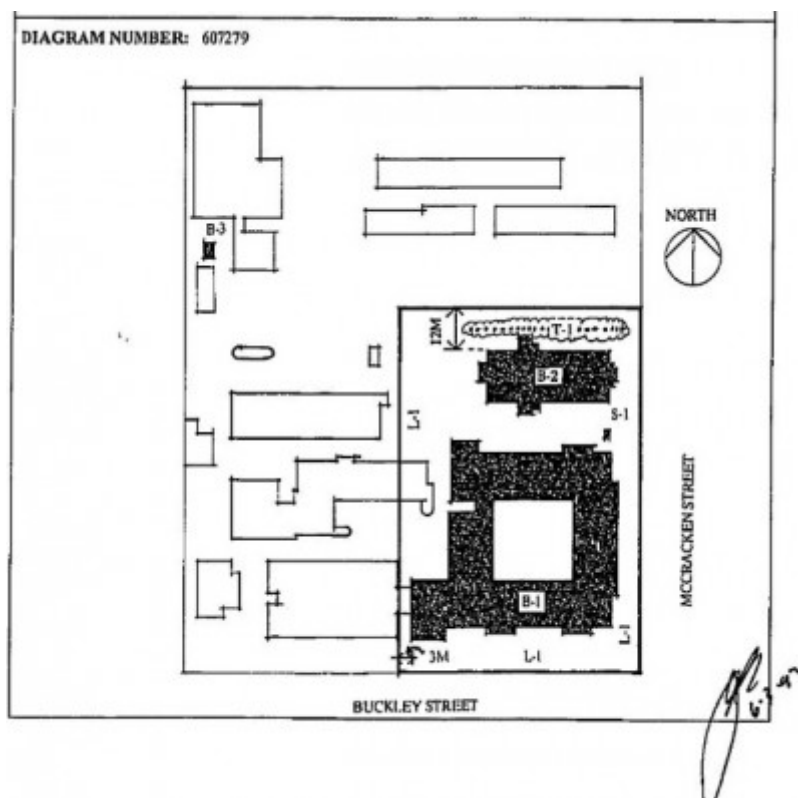 DIAGRAM NUMBER: 607279
B-3
NORTH
12M
T-1
B-2
L-1
S-1
MCCRACKEN STREET
B-1
L-1
3M
L-1
BUCKLEY STREET